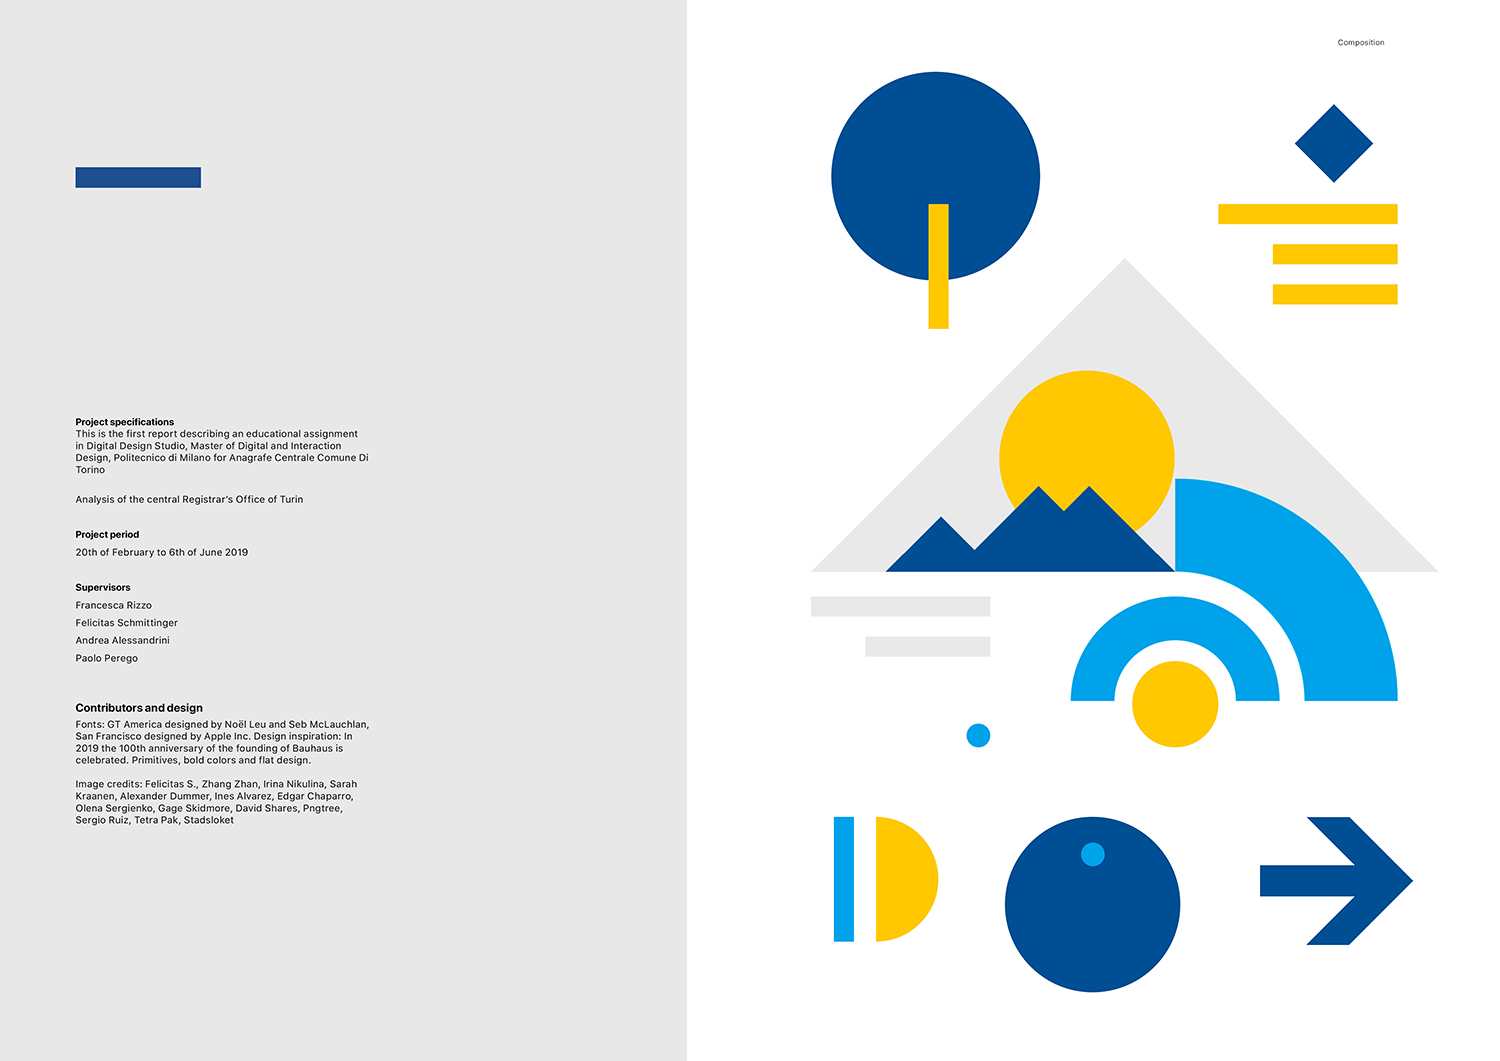 Composition
Project specifications
This is the first report describing an educational assignment
in Digital Design Studio, Master of Digital and Interaction
Design, Politecnico di Milano for Anagrafe Centrale Comune Di
Torino
Analysis of the central Registrar’s Office of Turin
Project period
20th of February to 6th of June 2019
Supervisors
Francesca Rizzo
Felicitas Schmittinger
Andrea Alessandrini
Paolo Perego
Contributors and design
Fonts: GT America designed by Noël Leu and Seb McLauchlan,
San Francisco designed by Apple Inc. Design inspiration: In
2019 the 100th anniversary of the founding of Bauhaus is
celebrated. Primitives, bold colors and flat design.
Image credits: Felicitas S., Zhang Zhan, Irina Nikulina, Sarah
Kraanen, Alexander Dummer, Ines Alvarez, Edgar Chaparro,
Olena Sergienko, Gage Skidmore, David Shares, Pngtree,
Sergio Ruiz, Tetra Pak, Stadsloket